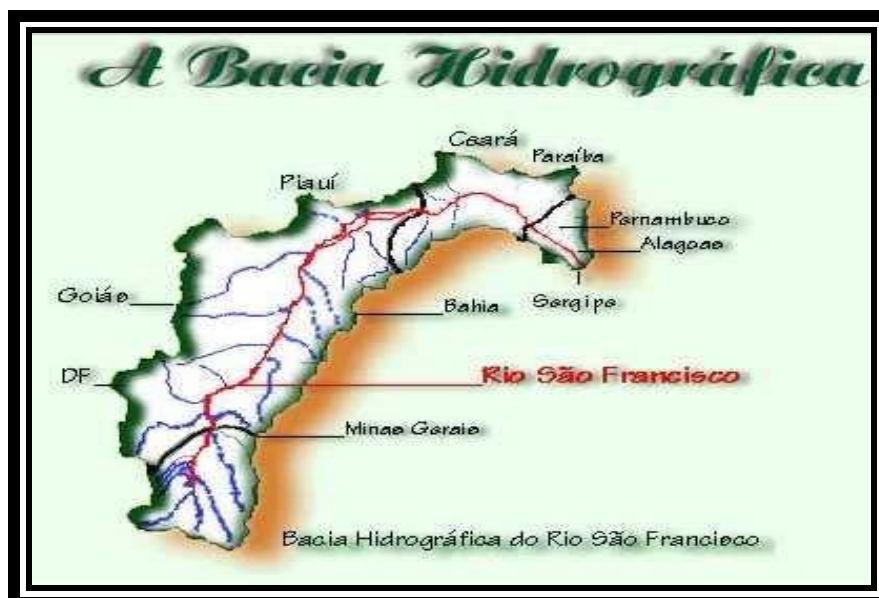 A Bacia Hidrográfica
Ceará
Paraíba
Piauí
Pernambuco
Alagoas
Goiás
Bahia
Sergipe
DF
Rio São Francisco
Minas Gerais
Bacia Hidrográfica do Rio São Francisco